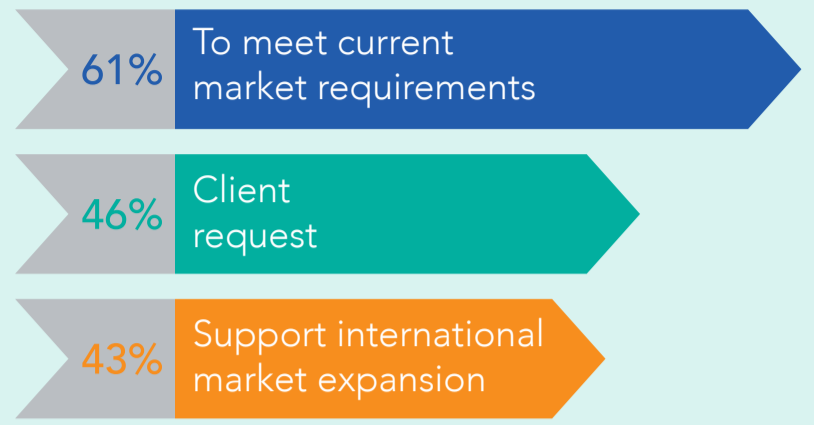 61%
To meet current
market requirements
46%
Client
request
43%
Support international
market expansion